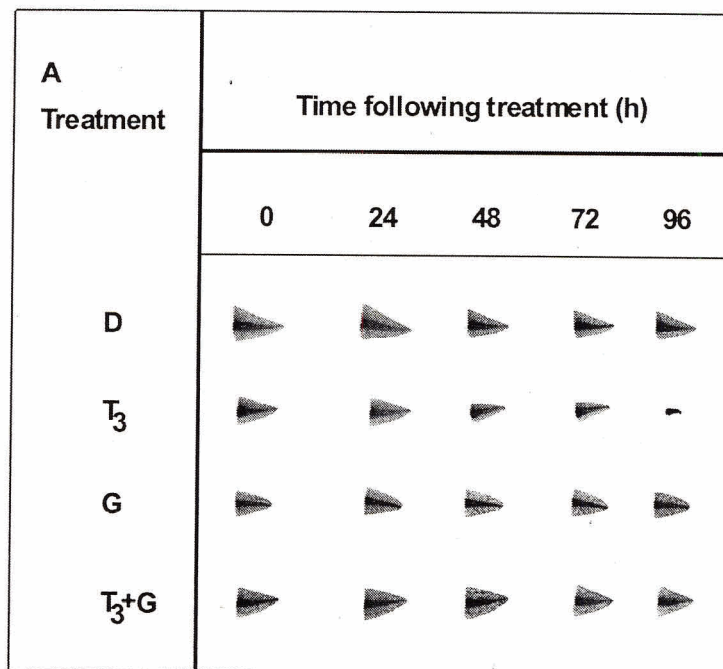 A
Treatment
Time following treatment (h)
0 24 48 72 96
D
T3
G
T3+G